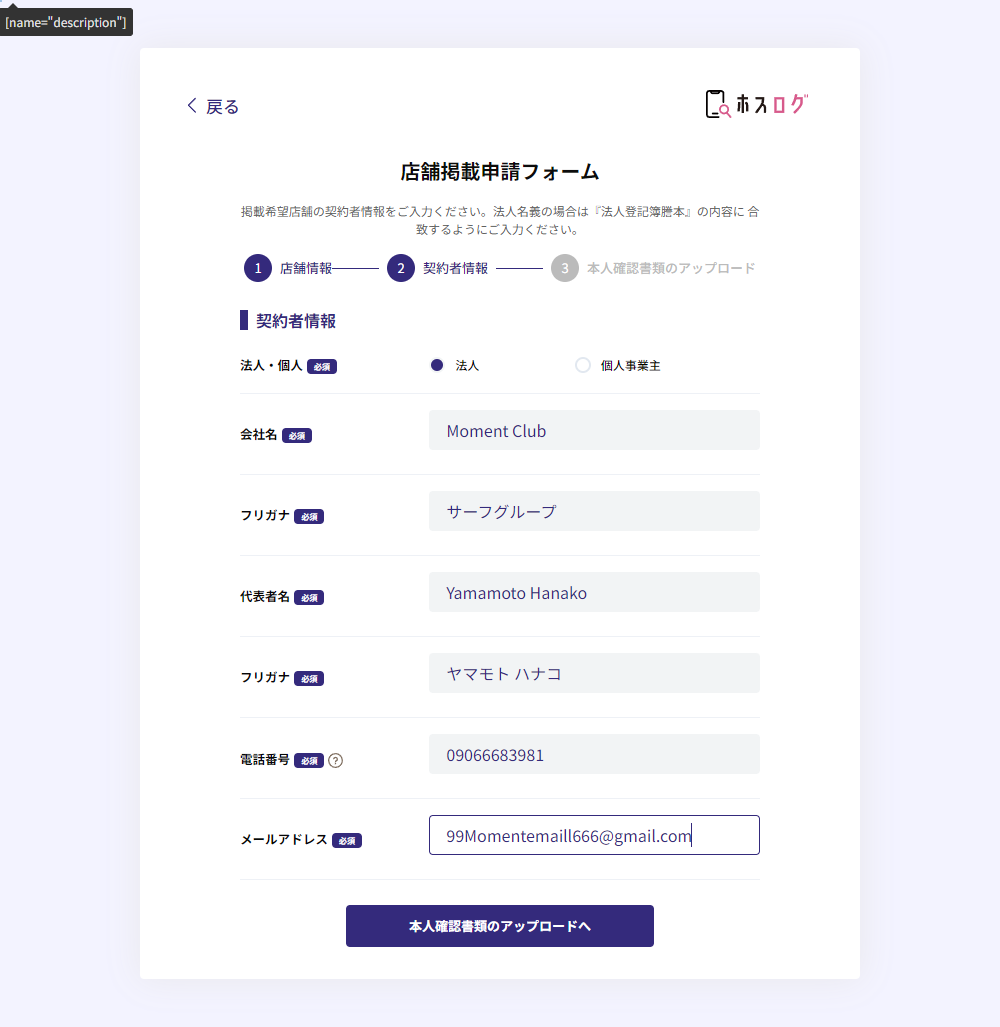 [name="description"]
戻る
ホスログ
店舗掲載申請フォーム
掲載希望店舗の契約者情報をご入力ください。法人名義の場合は『法人登記簿謄本』の内容に 合
致するようにご入力ください。
1 店舗情報 2 契約者情報 3 本人確認書類のアップロード
契約者情報
法人・個人 必須 法人 個人事業主
会社名 必須 Moment Club
フリガナ 必須 サーフグループ
代表者名 必須 Yamamoto Hanako
フリガナ 必須 ヤマモト ハナコ
電話番号 必須 ? 09066683981
メールアドレス 必須 99Momentemaill666@gmail.com
本人確認書類のアップロードへ